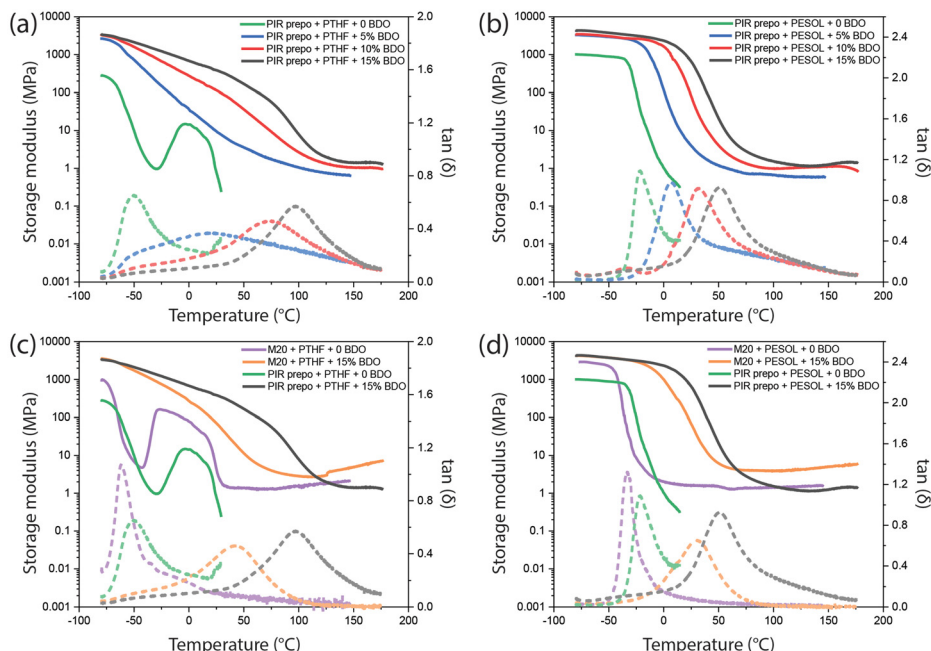 (a)
PIR prepo + PTHF + 0 BDO
PIR prepo + PTHF + 5% BDO
PIR prepo + PTHF + 10% BDO
PIR prepo + PTHF + 15% BDO
Storage modulus (MPa)
10000
1000
100
10
1
0.1
0.01
0.001
-100
-50
0
50
100
150
200
Temperature (°C)
2.0
1.6
1.2
0.8
0.4
0.0
tan (δ)
(b)
PIR prepo + PESOL + 0 BDO
PIR prepo + PESOL + 5% BDO
PIR prepo + PESOL + 10% BDO
PIR prepo + PESOL + 15% BDO
Storage modulus (MPa)
10000
1000
100
10
1
0.1
0.01
0.001
-100
-50
0
50
100
150
200
Temperature (°C)
2.4
2.0
1.6
1.2
0.8
0.4
0.0
tan (δ)
(c)
M20 + PTHF + 0 BDO
M20 + PTHF + 15% BDO
PIR prepo + PTHF + 0 BDO
PIR prepo + PTHF + 15% BDO
Storage modulus (MPa)
10000
1000
100
10
1
0.1
0.01
0.001
-100
-50
0
50
100
150
200
Temperature (°C)
2.0
1.6
1.2
0.8
0.4
0.0
tan (δ)
(d)
M20 + PESOL + 0 BDO
M20 + PESOL + 15% BDO
PIR prepo + PESOL + 0 BDO
PIR prepo + PESOL + 15% BDO
Storage modulus (MPa)
10000
1000
100
10
1
0.1
0.01
0.001
-100
-50
0
50
100
150
200
Temperature (°C)
2.4
2.0
1.6
1.2
0.8
0.4
0.0
tan (δ)